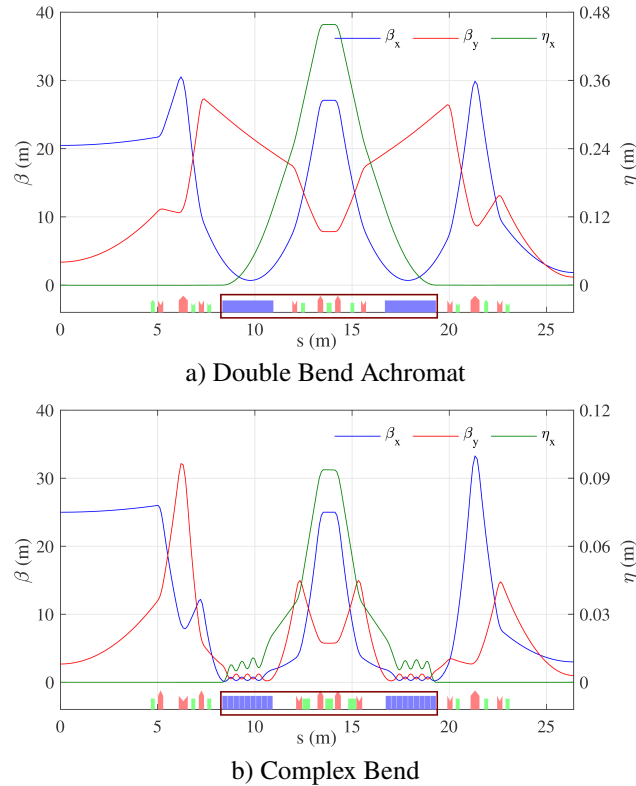 40
30
20
10
0
β (m)
β_x
β_y
η_x
0.48
0.36
0.24
0.12
0
η (m)
0 5 10 15 20 25
s (m)
a) Double Bend Achromat
40
30
20
10
0
β (m)
β_x
β_y
η_x
0.12
0.09
0.06
0.03
0
η (m)
0 5 10 15 20 25
s (m)
b) Complex Bend